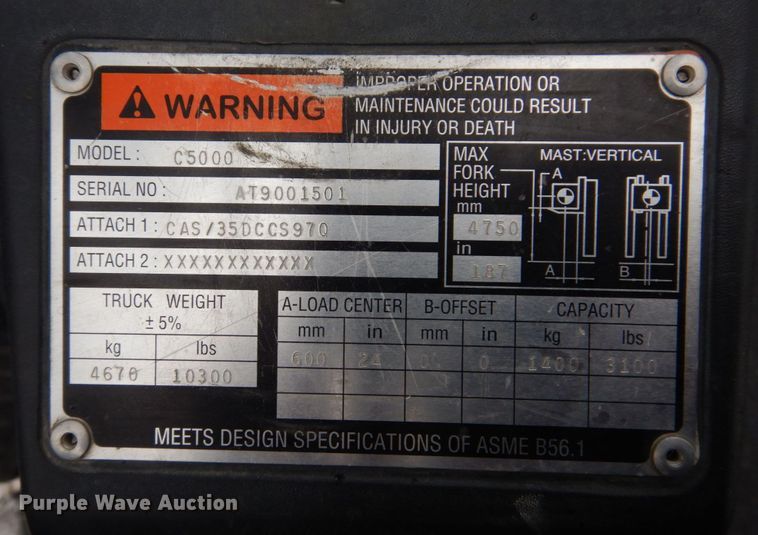 WARNING
IMPROPER OPERATION OR
MAINTENANCE COULD RESULT
IN INJURY OR DEATH
MODEL : C5000
SERIAL NO : AT9001501
ATTACH 1 : CAS/35DCCS97Q
ATTACH 2 : XXXXXXXXXXXX
MAX
FORK
HEIGHT
mm
4750
in
187
MAST:VERTICAL
A
A
B
TRUCK WEIGHT
± 5%
kg lbs
4670 10300
A-LOAD CENTER B-OFFSET CAPACITY
mm in mm in kg lbs
600 24 0 0 1400 3100
MEETS DESIGN SPECIFICATIONS OF ASME B56.1
Purple Wave Auction